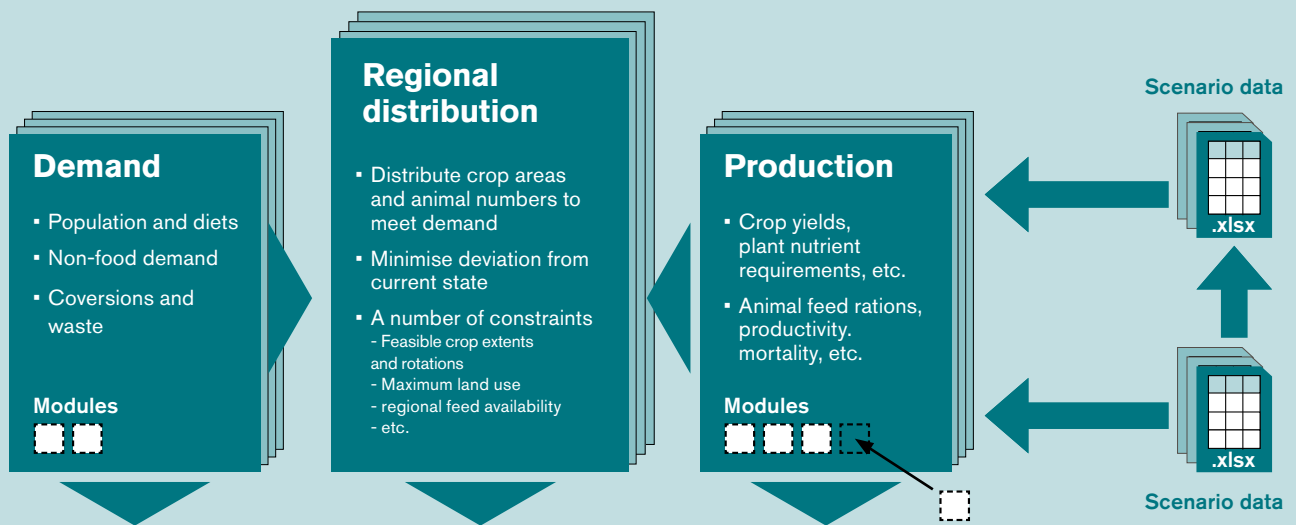 Demand
▪ Population and diets
▪ Non-food demand
▪ Coversions and
waste
Modules
Regional
distribution
▪ Distribute crop areas
and animal numbers to
meet demand
▪ Minimise deviation from
current state
▪ A number of constraints
- Feasible crop extents
and rotations
- Maximum land use
- regional feed availability
- etc.
Production
▪ Crop yields,
plant nutrient
requirements, etc.
▪ Animal feed rations,
productivity.
mortality, etc.
Modules
Scenario data
.xlsx
.xlsx
Scenario data